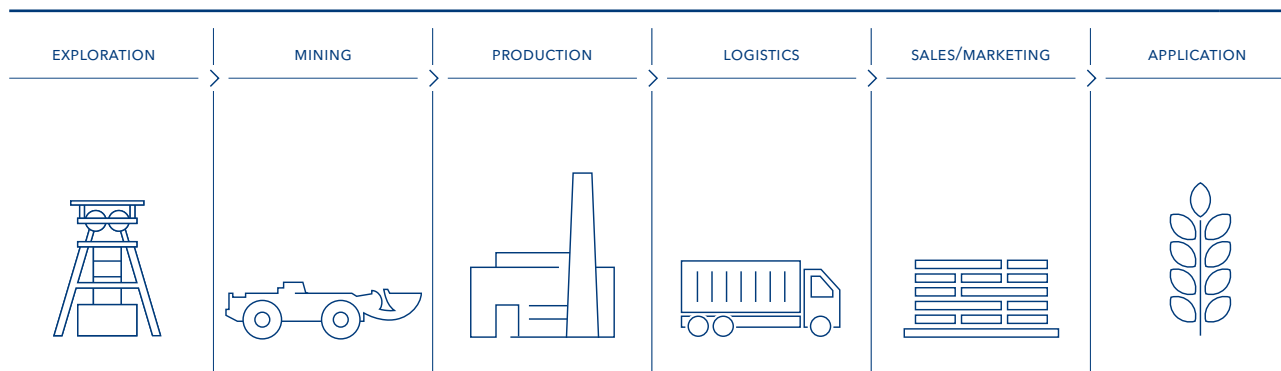 EXPLORATION
MINING
PRODUCTION
LOGISTICS
SALES/MARKETING
APPLICATION